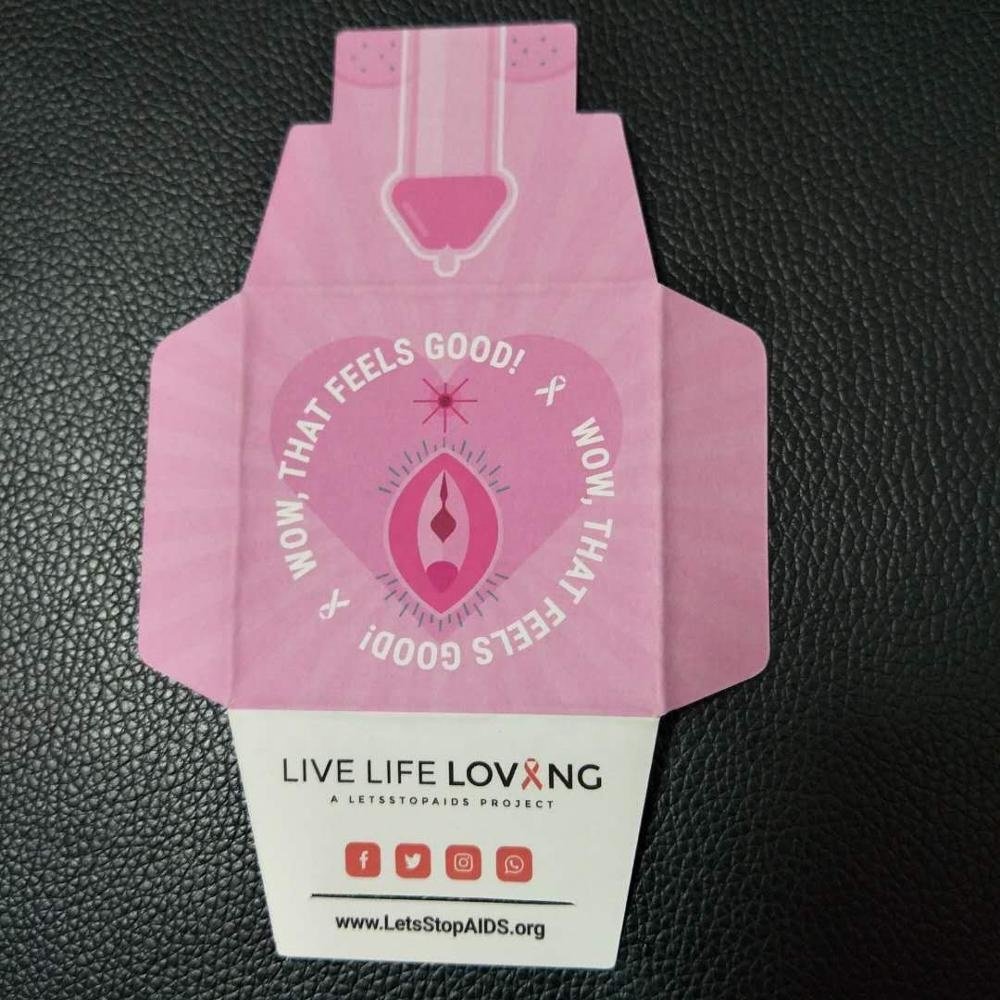 WOW, THAT FEELS GOOD!
WOW, THAT FEELS GOOD!
LIVE LIFE LOVING
A LETSSTOPAIDS PROJECT
www.LetsStopAIDS.org